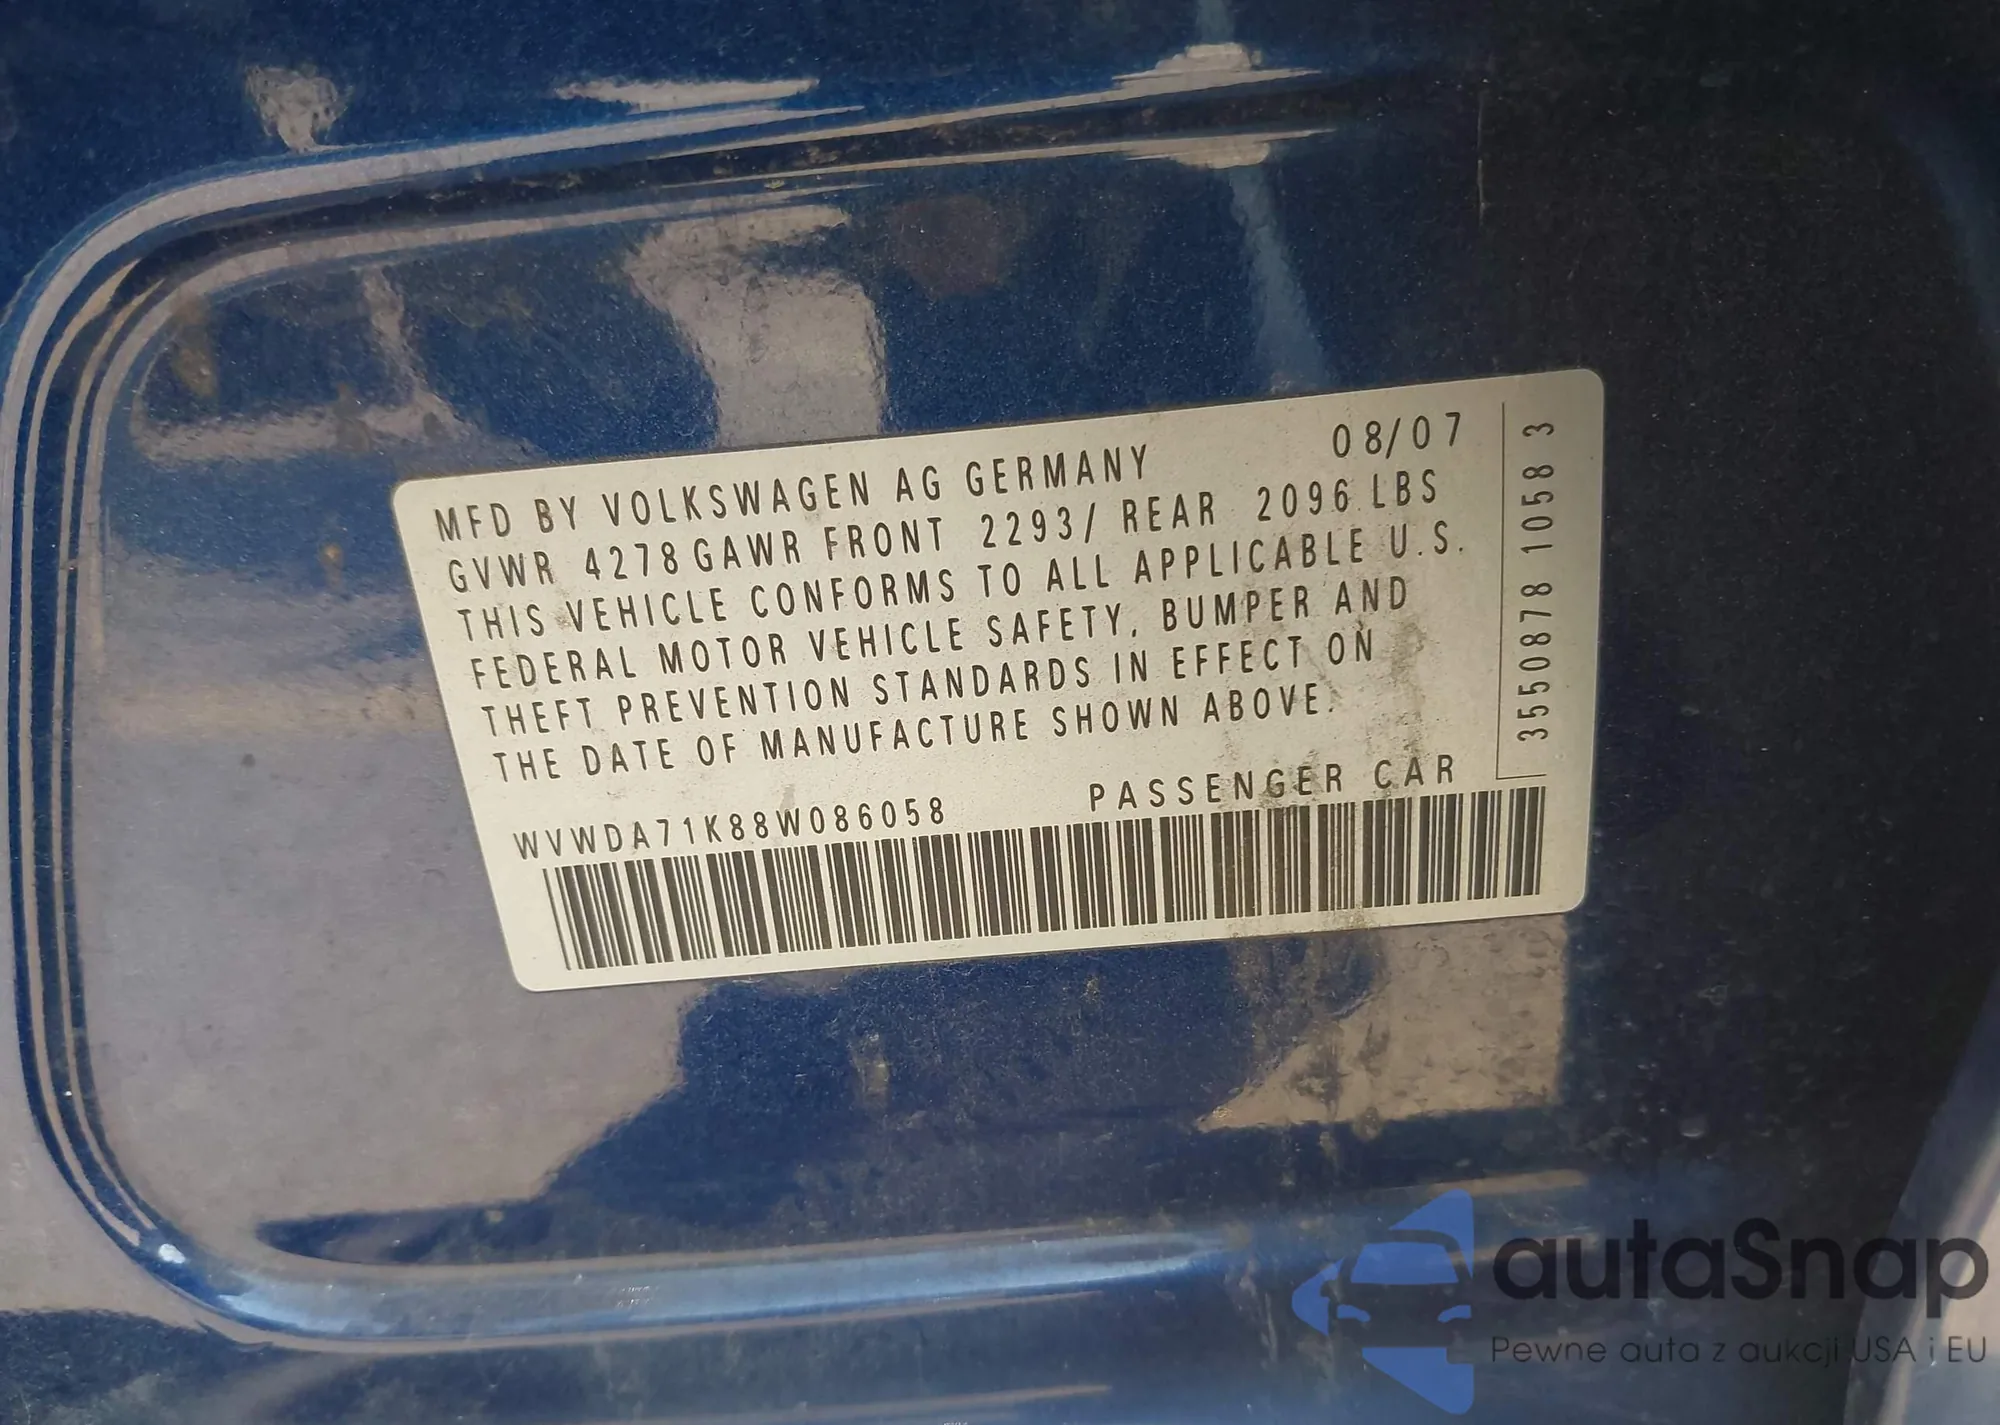 MFD BY VOLKSWAGEN AG GERMANY 08/07
GVWR 4278 GAWR FRONT 2293/ REAR 2096 LBS
THIS VEHICLE CONFORMS TO ALL APPLICABLE U.S.
FEDERAL MOTOR VEHICLE SAFETY, BUMPER AND
THEFT PREVENTION STANDARDS IN EFFECT ON
THE DATE OF MANUFACTURE SHOWN ABOVE.
WVWDA71K88W086058 PASSENGER CAR
3550878 1058 3
autaSnap
Pewne auta z aukcji USA i EU